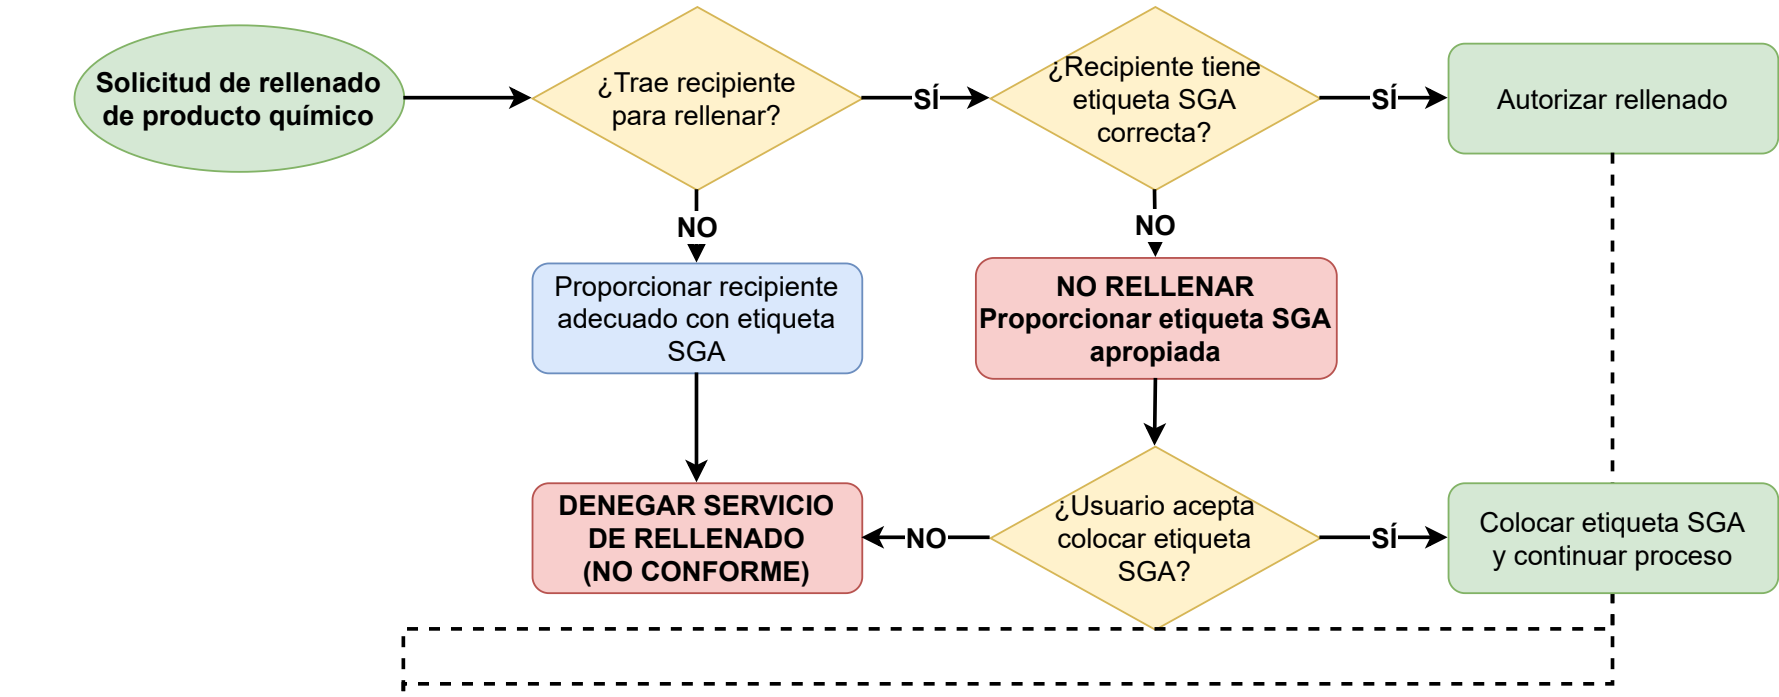 Solicitud de rellenado
de producto químico
¿Trae recipiente
para rellenar?
SÍ
¿Recipiente tiene
etiqueta SGA
correcta?
SÍ
Autorizar rellenado
NO
NO
Proporcionar recipiente
adecuado con etiqueta
SGA
NO RELLENAR
Proporcionar etiqueta SGA
apropiada
DENEGAR SERVICIO
DE RELLENADO
(NO CONFORME)
NO
¿Usuario acepta
colocar etiqueta
SGA?
SÍ
Colocar etiqueta SGA
y continuar proceso